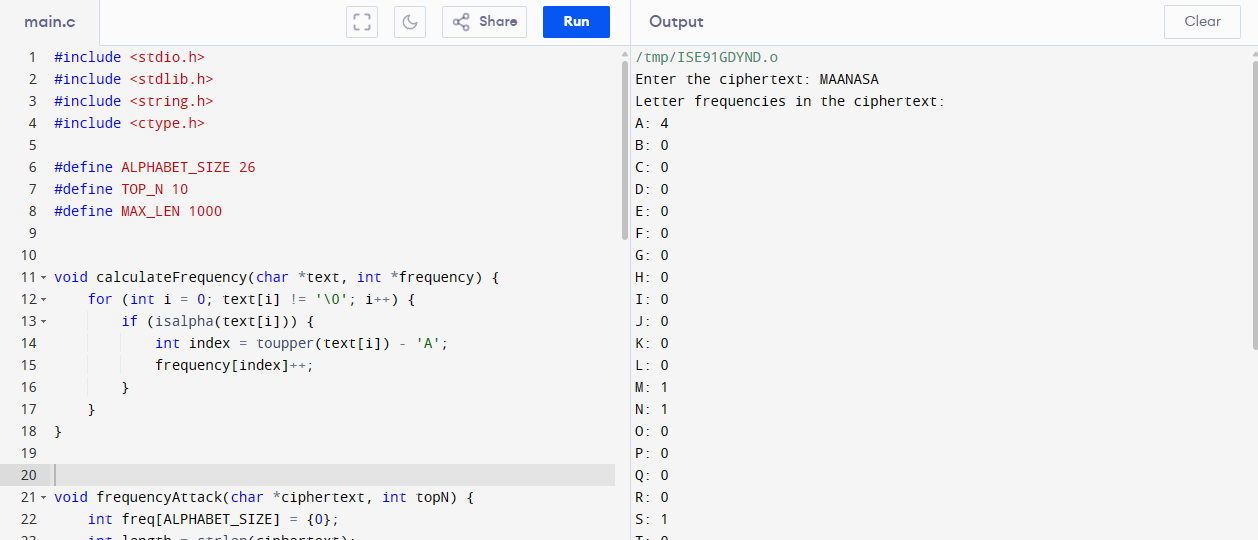 main.c
Share
Run
Output
Clear
1 #include <stdio.h>
2 #include <stdlib.h>
3 #include <string.h>
4 #include <ctype.h>
5
6 #define ALPHABET_SIZE 26
7 #define TOP_N 10
8 #define MAX_LEN 1000
9
10
11 void calculateFrequency(char *text, int *frequency) {
12     for (int i = 0; text[i] != '\0'; i++) {
13         if (isalpha(text[i])) {
14             int index = toupper(text[i]) - 'A';
15             frequency[index]++;
16         }
17     }
18 }
19
20
21 void frequencyAttack(char *ciphertext, int topN) {
22     int freq[ALPHABET_SIZE] = {0};
23     int length = strlen(ciphertext);
/tmp/ISE91GDYND.o
Enter the ciphertext: MAANASA
Letter frequencies in the ciphertext:
A: 4
B: 0
C: 0
D: 0
E: 0
F: 0
G: 0
H: 0
I: 0
J: 0
K: 0
L: 0
M: 1
N: 1
O: 0
P: 0
Q: 0
R: 0
S: 1
T: 0